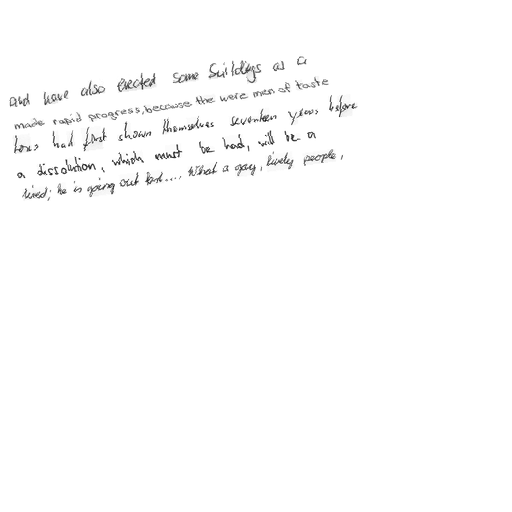 and have also erected some buildings as a
made rapid progress, because the were men of taste
had first shown themselves seventeen years before
a dissolution, which must be had, will be a
tired; he is going out but.... What a gay, lively people,